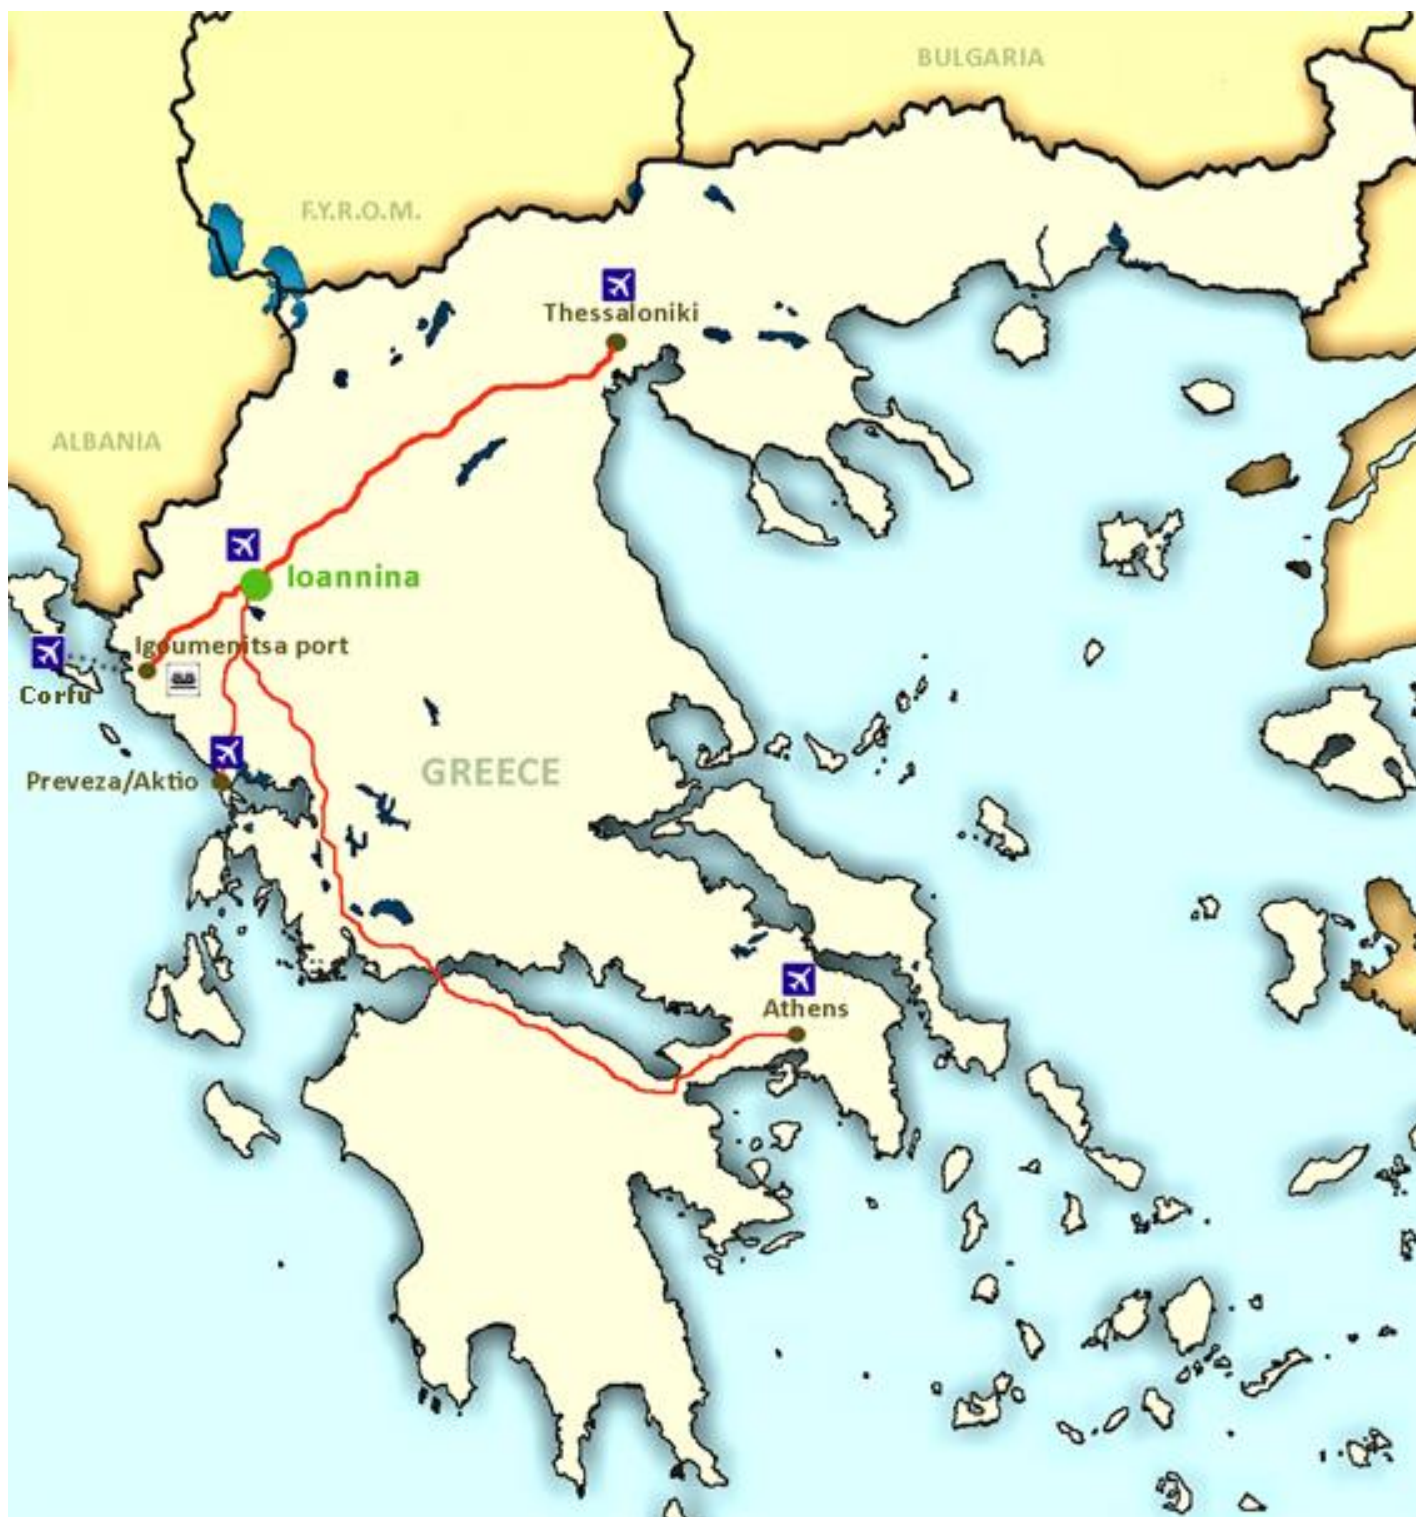 BULGARIA
F.Y.R.O.M.
Thessaloniki
ALBANIA
Ioannina
Igoumenitsa port
Corfu
GREECE
Preveza/Aktio
Athens